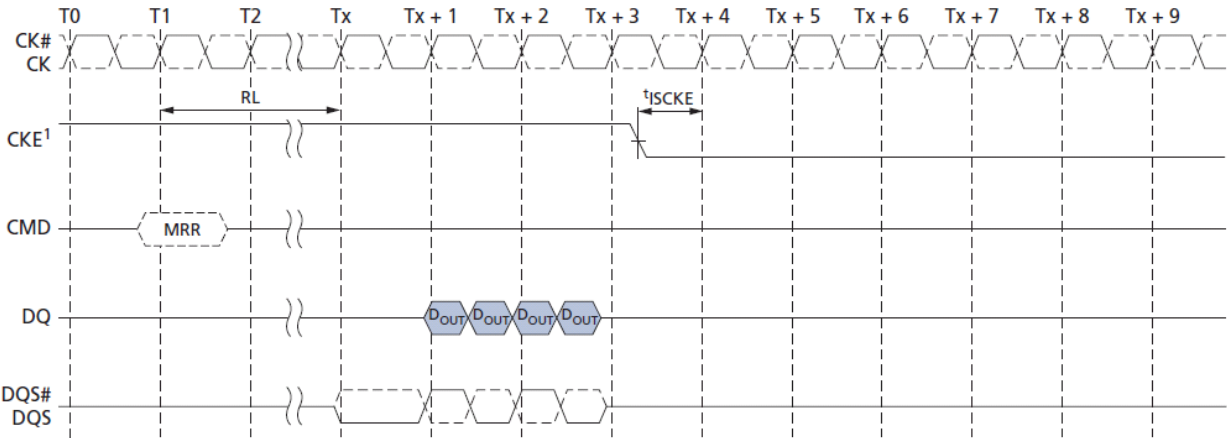 T0 T1 T2 Tx Tx + 1 Tx + 2 Tx + 3 Tx + 4 Tx + 5 Tx + 6 Tx + 7 Tx + 8 Tx + 9
CK#
CK
RL
tISCKE
CKE1
CMD MRR
DQ DOUT DOUT DOUT DOUT
DQS#
DQS